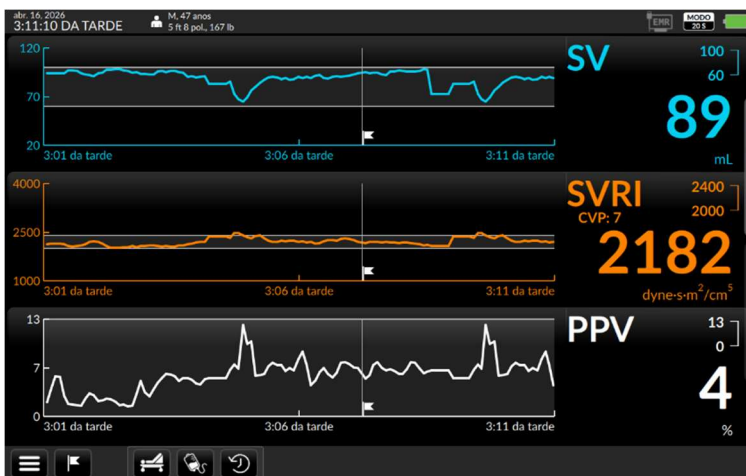 abr. 16, 2026
3:11:10 DA TARDE
M, 47 anos
5 ft 8 pol., 167 lb
EMR
MODO
20 S
120
70
20
3:01 da tarde
3:06 da tarde
3:11 da tarde
SV
100
60
89
mL
4000
2500
1000
3:01 da tarde
3:06 da tarde
3:11 da tarde
SVRI
CVP: 7
2400
2000
2182
dyne·s·m²/cm⁵
13
7
0
3:01 da tarde
3:06 da tarde
3:11 da tarde
PPV
13
0
4
%